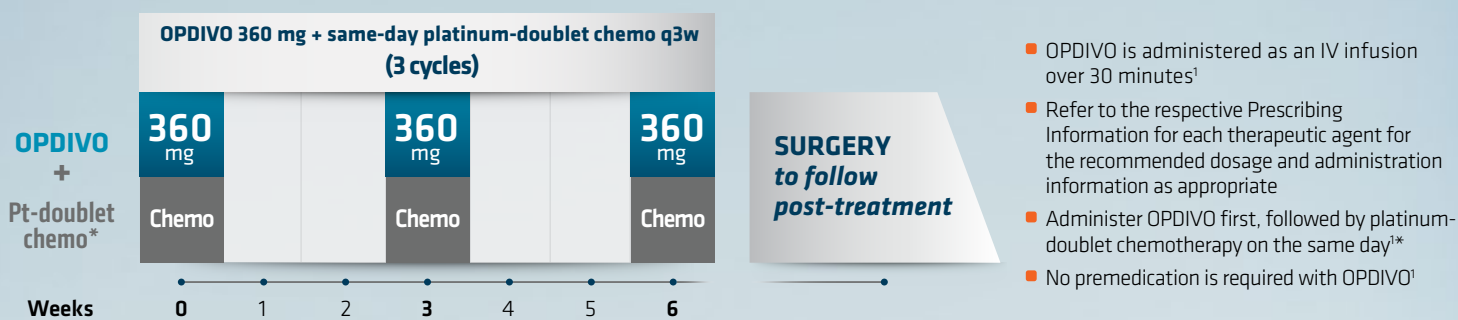 OPDIVO 360 mg + same-day platinum-doublet chemo q3w
(3 cycles)
OPDIVO
+
Pt-doublet
chemo*
360
mg
Chemo
360
mg
Chemo
360
mg
Chemo
Weeks
0 1 2 3 4 5 6
SURGERY
to follow
post-treatment
OPDIVO is administered as an IV infusion
over 30 minutes¹
Refer to the respective Prescribing
Information for each therapeutic agent for
the recommended dosage and administration
information as appropriate
Administer OPDIVO first, followed by platinum-
doublet chemotherapy on the same day¹*
No premedication is required with OPDIVO¹